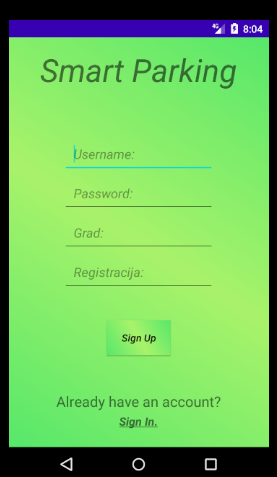 4G 8:04
Smart Parking
Username:
Password:
Grad:
Registracija:
Sign Up
Already have an account?
Sign In.